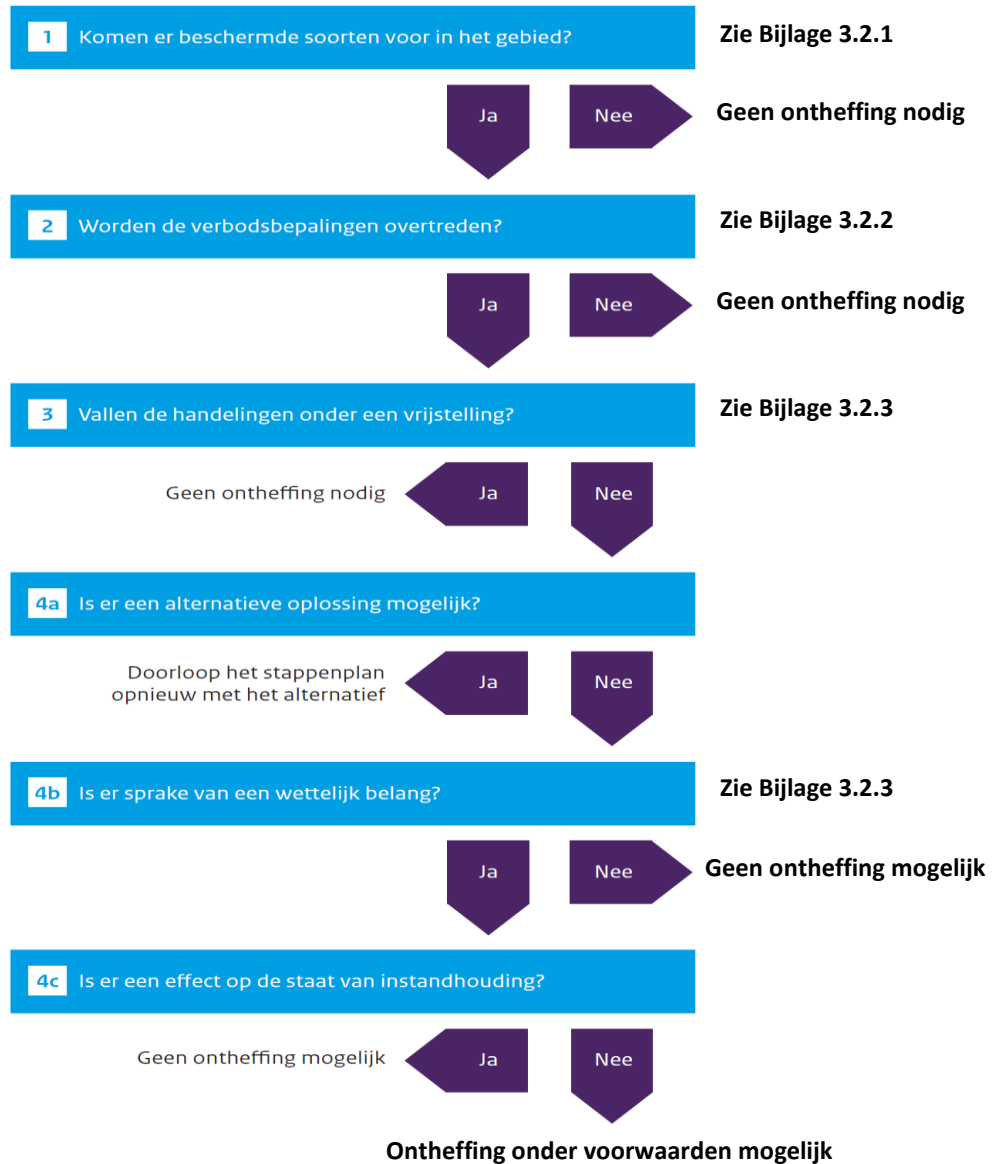 1 Komen er beschermde soorten voor in het gebied? Zie Bijlage 3.2.1
Ja Nee Geen ontheffing nodig
2 Worden de verbodsbepalingen overtreden? Zie Bijlage 3.2.2
Ja Nee Geen ontheffing nodig
3 Vallen de handelingen onder een vrijstelling? Zie Bijlage 3.2.3
Geen ontheffing nodig Ja Nee
4a Is er een alternatieve oplossing mogelijk?
Doorloop het stappenplan
opnieuw met het alternatief Ja Nee
4b Is er sprake van een wettelijk belang? Zie Bijlage 3.2.3
Ja Nee Geen ontheffing mogelijk
4c Is er een effect op de staat van instandhouding?
Geen ontheffing mogelijk Ja Nee
Ontheffing onder voorwaarden mogelijk